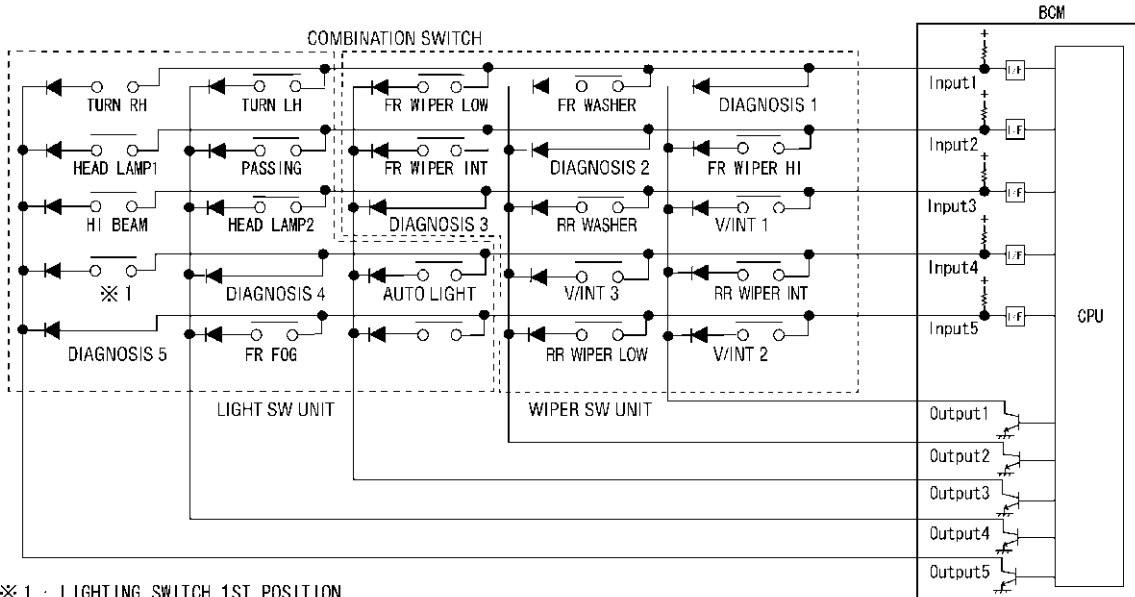 BCM
COMBINATION SWITCH
TURN RH TURN LH FR WIPER LOW FR WASHER DIAGNOSIS 1 Input1 I/F
HEAD LAMP1 PASSING FR WIPER INT DIAGNOSIS 2 FR WIPER HI Input2 I/F
HI BEAM HEAD LAMP2 DIAGNOSIS 3 RR WASHER V/INT 1 Input3 I/F
※1 DIAGNOSIS 4 AUTO LIGHT V/INT 3 RR WIPER INT Input4 I/F
DIAGNOSIS 5 FR FOG RR WIPER LOW V/INT 2 Input5 I/F CPU
LIGHT SW UNIT WIPER SW UNIT
Output1
Output2
Output3
Output4
Output5
※1 : LIGHTING SWITCH 1ST POSITION